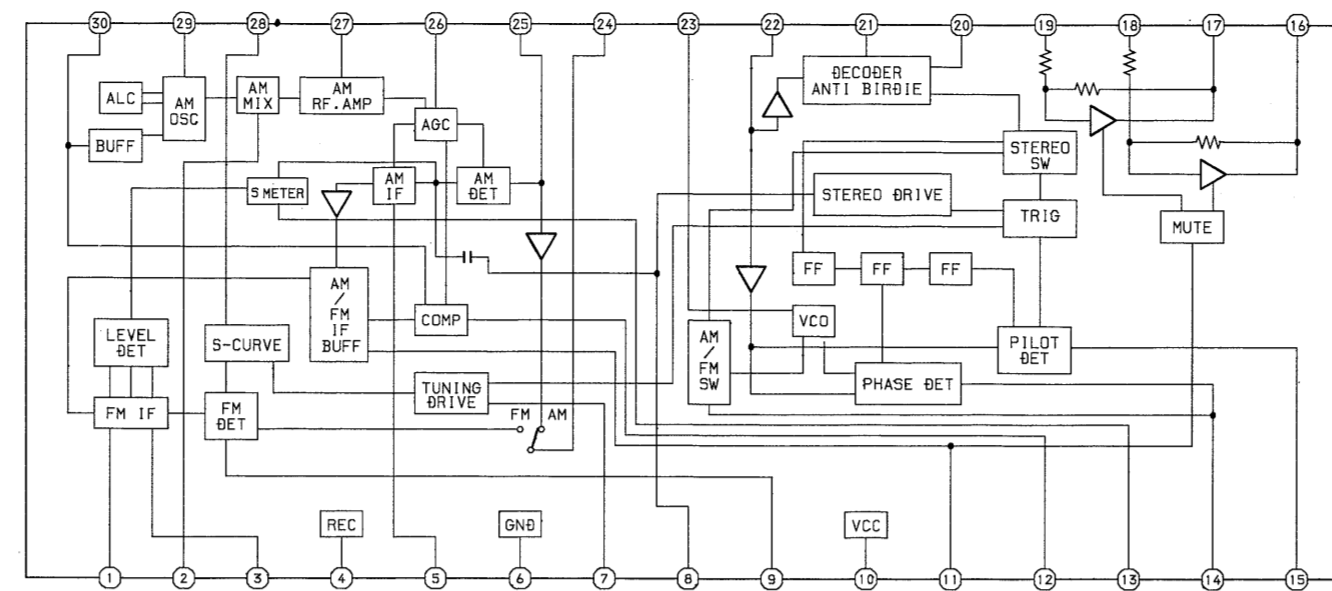 30 29 28 27 26 25 24 23 22 21 20 19 18 17 16
ALC
AM
OSC
BUFF
AM
MIX
AM
RF.AMP
AGC
S METER
AM
IF
AM
DET
DECODER
ANTI BIRDIE
STEREO
SW
STEREO DRIVE
TRIG
MUTE
FF
FF
FF
AM
/
FM
IF
BUFF
COMP
LEVEL
DET
S-CURVE
VCO
AM
/
FM
SW
PILOT
DET
PHASE DET
TUNING
DRIVE
FM IF
FM
DET
FM
AM
REC
GND
VCC
1 2 3 4 5 6 7 8 9 10 11 12 13 14 15